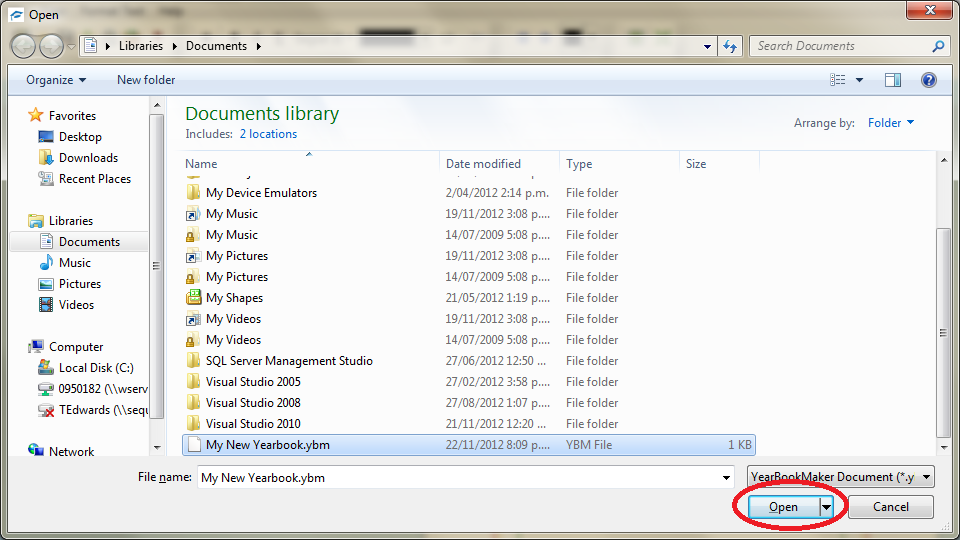 Open
Libraries Documents
Search Documents
Organize New folder
Favorites
Desktop
Downloads
Recent Places
Libraries
Documents
Music
Pictures
Videos
Computer
Local Disk (C:)
0950182 (\\wserv
TEdwards (\\sequ
Network
Documents library
Includes: 2 locations
Arrange by: Folder
Name Date modified Type Size
My Device Emulators 2/04/2012 2:14 p.m. File folder
My Music 19/11/2012 3:08 p.... File folder
My Music 14/07/2009 5:08 p.... File folder
My Pictures 19/11/2012 3:08 p.... File folder
My Pictures 14/07/2009 5:08 p.... File folder
My Shapes 21/05/2012 1:19 p.... File folder
My Videos 19/11/2012 3:08 p.... File folder
My Videos 14/07/2009 5:08 p.... File folder
SQL Server Management Studio 27/06/2012 12:50 ... File folder
Visual Studio 2005 27/02/2012 3:58 p.... File folder
Visual Studio 2008 27/08/2012 1:07 p.... File folder
Visual Studio 2010 21/11/2012 12:20 ... File folder
My New Yearbook.ybm 22/11/2012 8:09 p.... YBM File 1 KB
File name: My New Yearbook.ybm YearBookMaker Document (*.y
Open Cancel